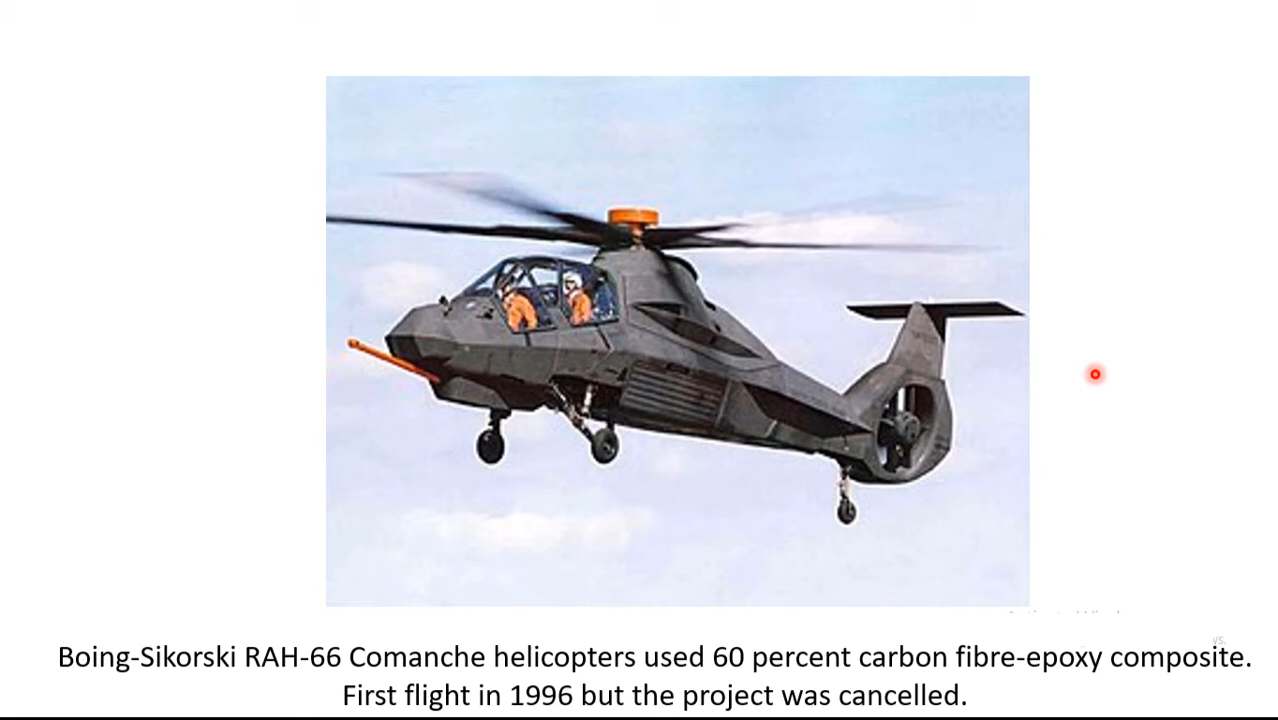 Boing-Sikorski RAH-66 Comanche helicopters used 60 percent carbon fibre-epoxy composite.
First flight in 1996 but the project was cancelled.